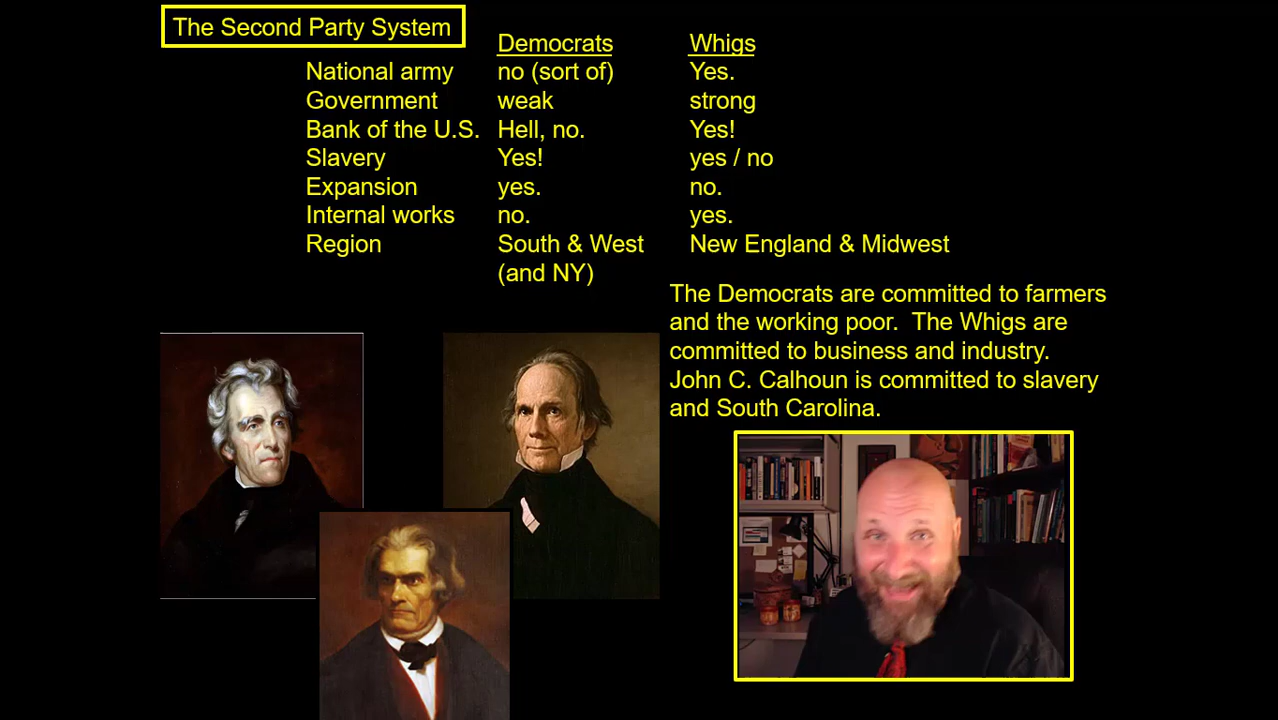 The Second Party System
Democrats Whigs
National army no (sort of) Yes.
Government weak strong
Bank of the U.S. Hell, no. Yes!
Slavery Yes! yes / no
Expansion yes. no.
Internal works no. yes.
Region South & West New England & Midwest
(and NY)
The Democrats are committed to farmers
and the working poor.  The Whigs are
committed to business and industry.
John C. Calhoun is committed to slavery
and South Carolina.